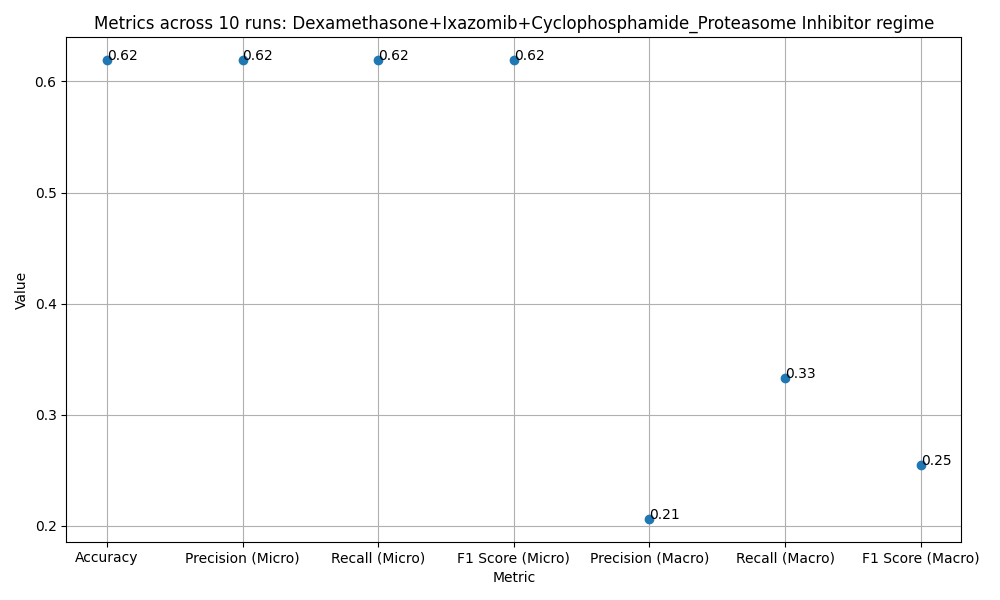 Metrics across 10 runs: Dexamethasone+Ixazomib+Cyclophosphamide_Proteasome Inhibitor regime
0.62 0.62 0.62 0.62
0.6
0.5
0.4
0.33
0.3
0.25
0.21
0.2
Value
Accuracy Precision (Micro) Recall (Micro) F1 Score (Micro) Precision (Macro) Recall (Macro) F1 Score (Macro)
Metric